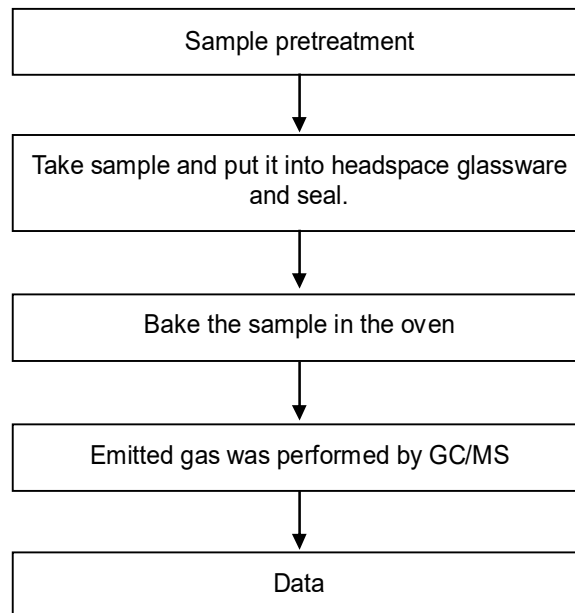 Sample pretreatment
Take sample and put it into headspace glassware
and seal.
Bake the sample in the oven
Emitted gas was performed by GC/MS
Data